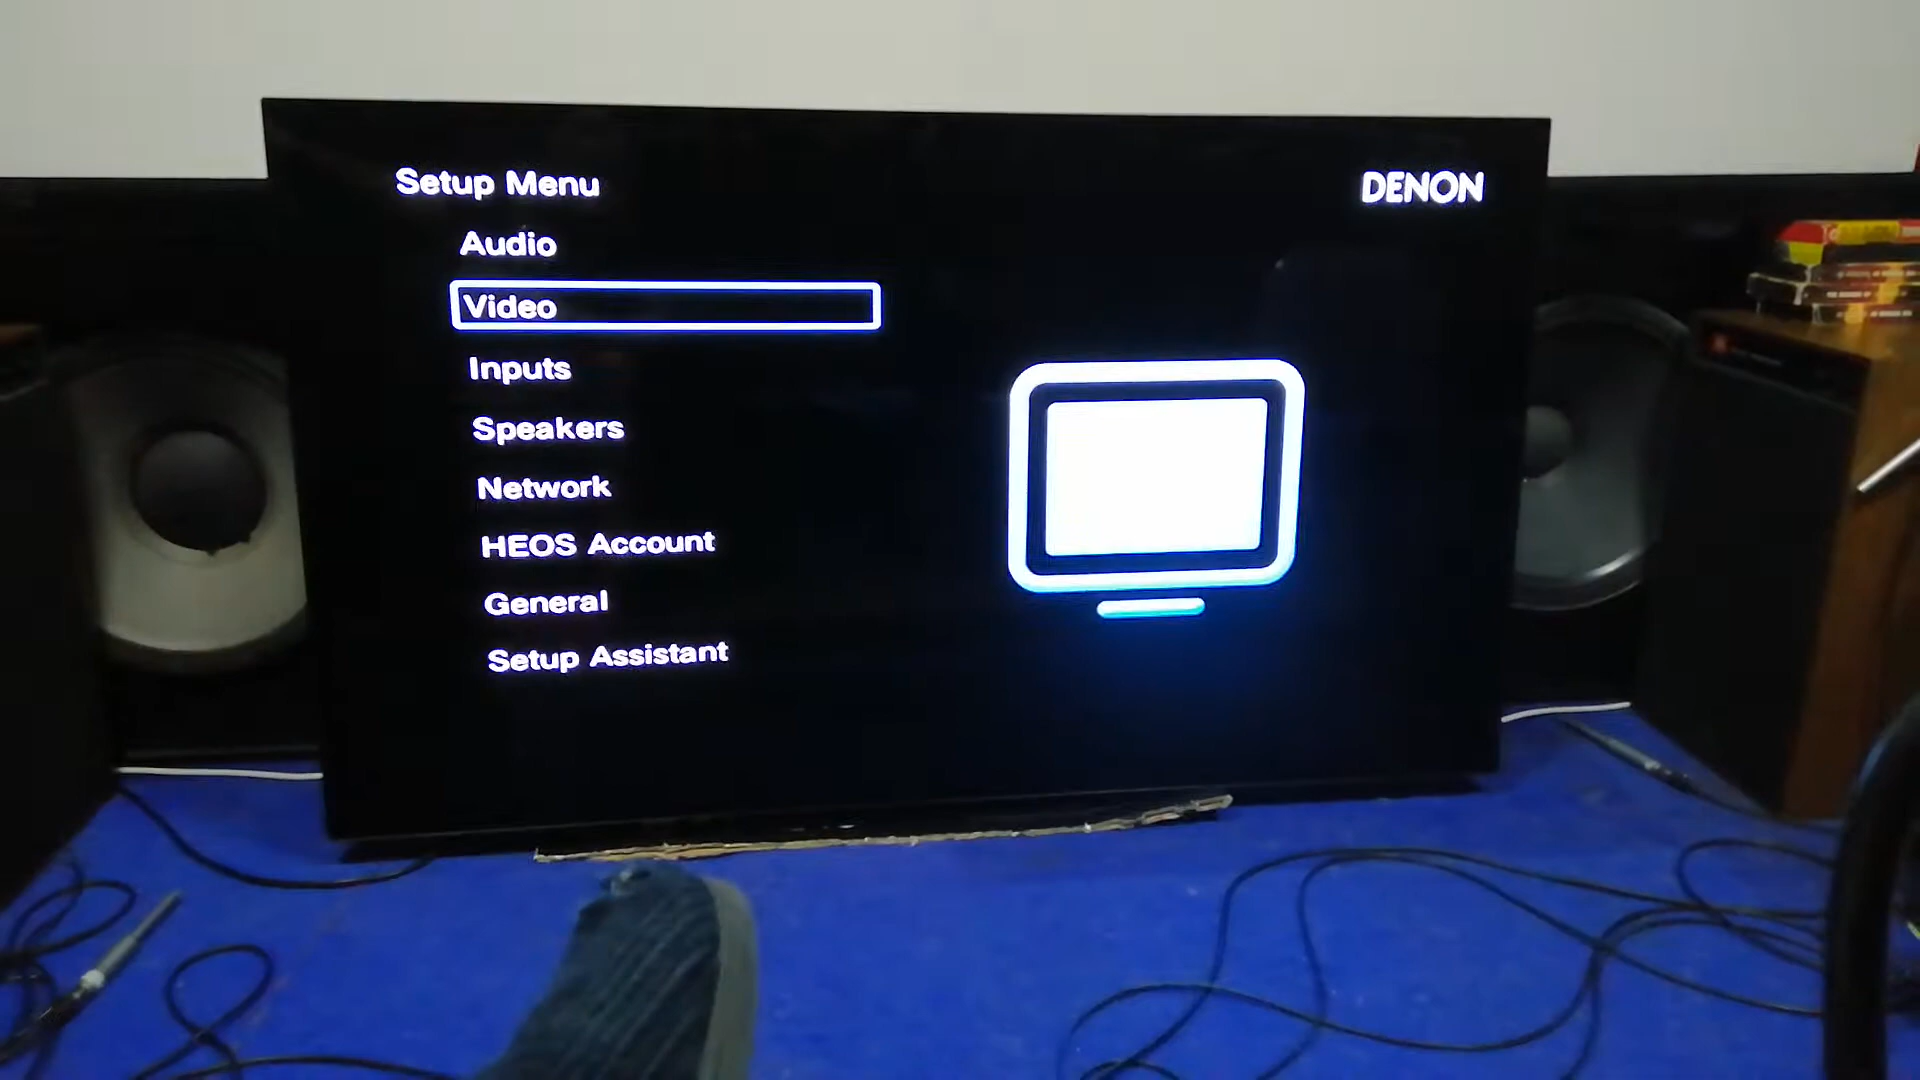 Setup Menu
DENON
Audio
Video
Inputs
Speakers
Network
HEOS Account
General
Setup Assistant